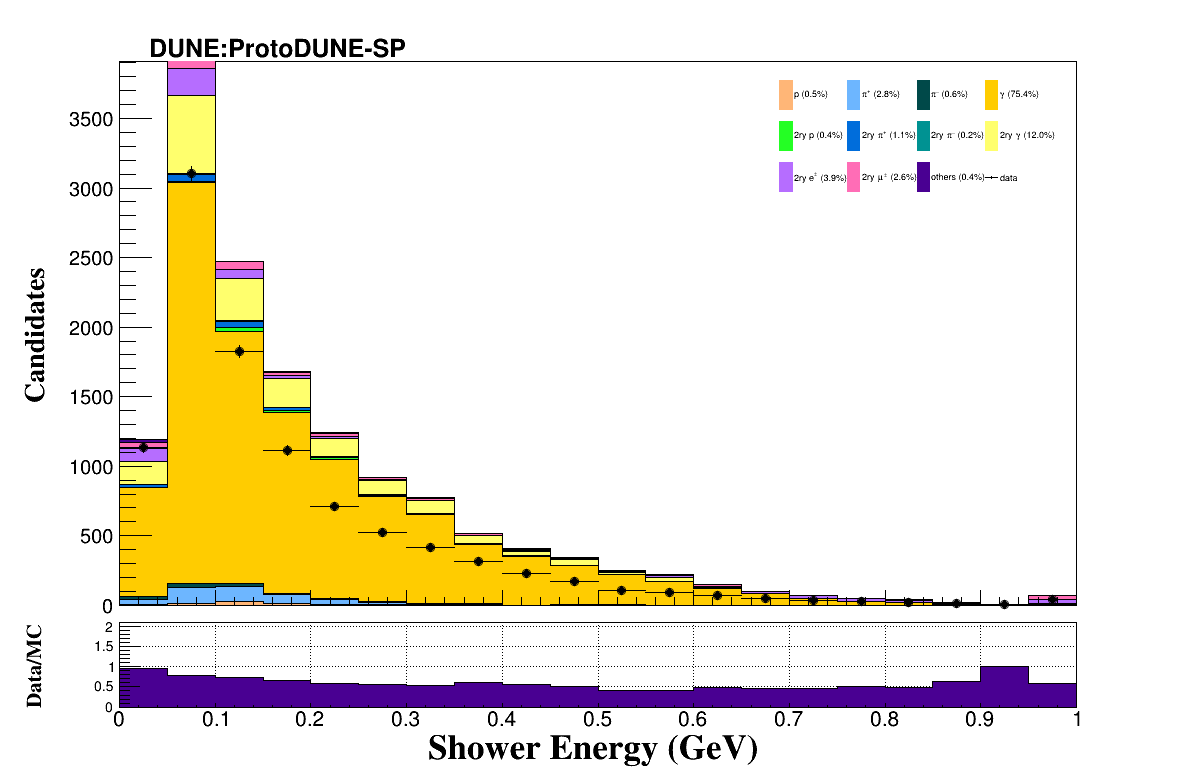 DUNE:ProtoDUNE-SP
p (0.5%) π⁺ (2.8%) π⁻ (0.6%) γ (75.4%)
2ry p (0.4%) 2ry π⁺ (1.1%) 2ry π⁻ (0.2%) 2ry γ (12.0%)
2ry e± (3.9%) 2ry μ± (2.6%) others (0.4%) data
Candidates
3500
3000
2500
2000
1500
1000
500
0
Data/MC
2
1.5
1
0.5
0
0 0.1 0.2 0.3 0.4 0.5 0.6 0.7 0.8 0.9 1
Shower Energy (GeV)